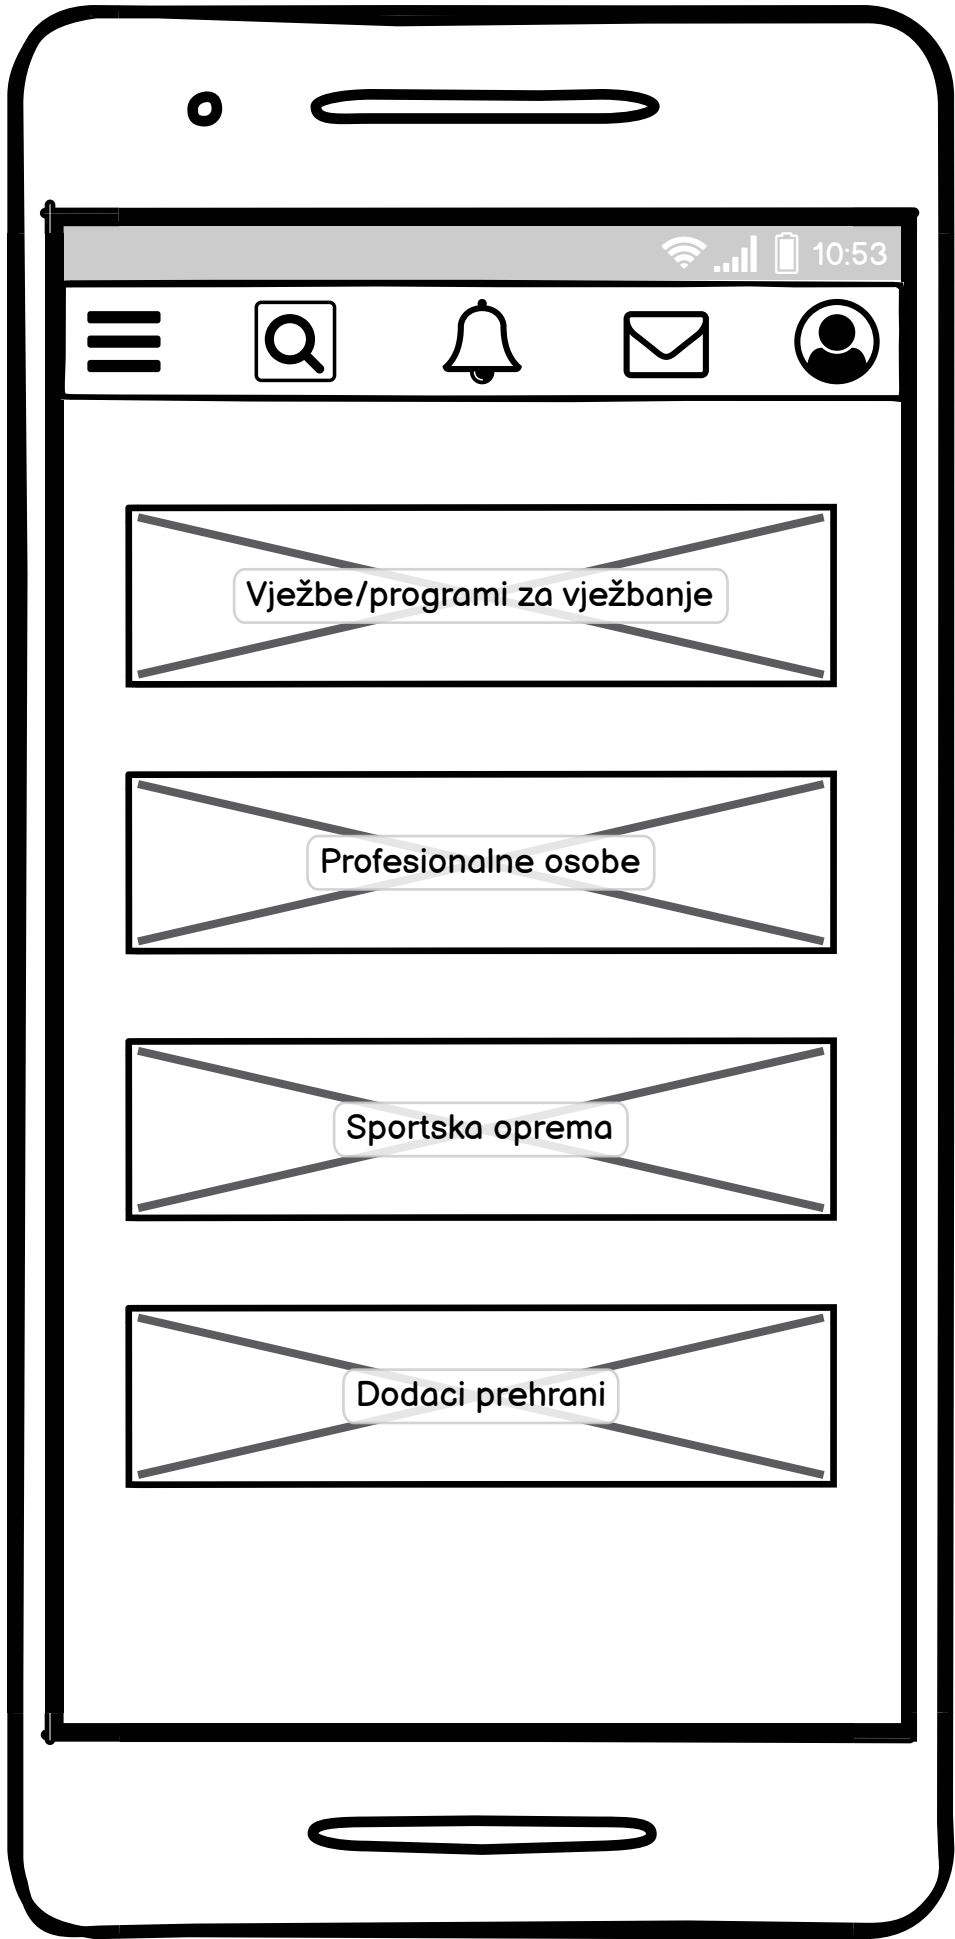 10:53
Vježbe/programi za vježbanje
Profesionalne osobe
Sportska oprema
Dodaci prehrani